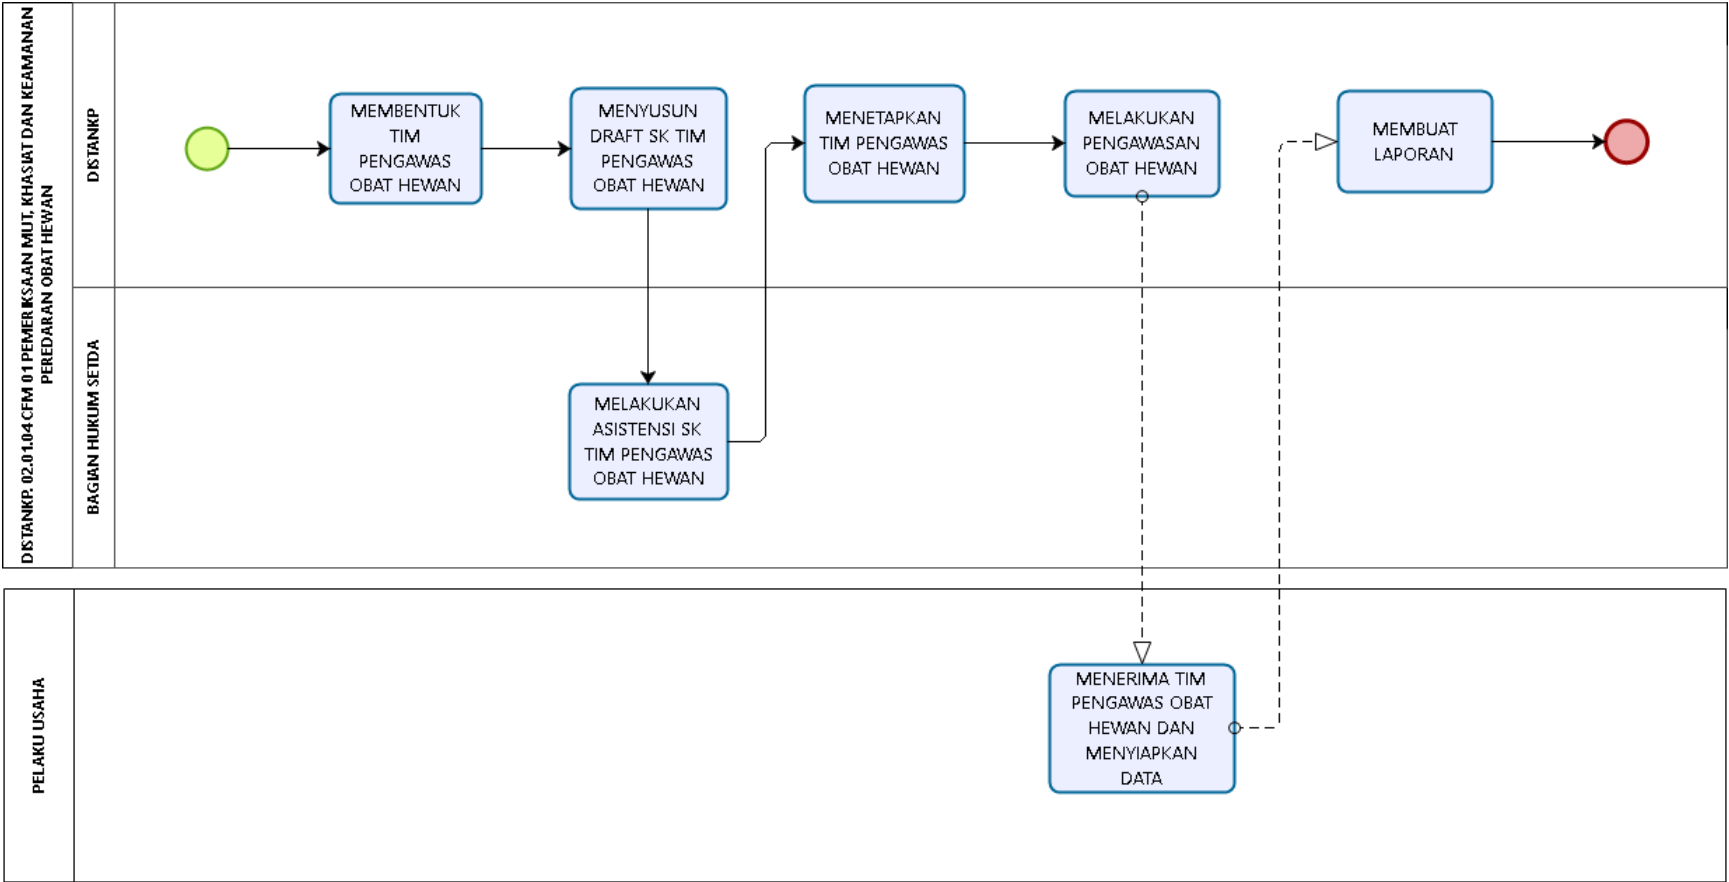 DISTANKP. 02.01.04 CFM 01 PEMERIKSAAN MUT, KHASIAT DAN KEAMANAN
PEREDARAN OBAT HEWAN
DISTANKP
MEMBENTUK
TIM
PENGAWAS
OBAT HEWAN
MENYUSUN
DRAFT SK TIM
PENGAWAS
OBAT HEWAN
MENETAPKAN
TIM PENGAWAS
OBAT HEWAN
MELAKUKAN
PENGAWASAN
OBAT HEWAN
MEMBUAT
LAPORAN
BAGIAN HUKUM SETDA
MELAKUKAN
ASISTENSI SK
TIM PENGAWAS
OBAT HEWAN
PELAKU USAHA
MENERIMA TIM
PENGAWAS OBAT
HEWAN DAN
MENYIAPKAN
DATA